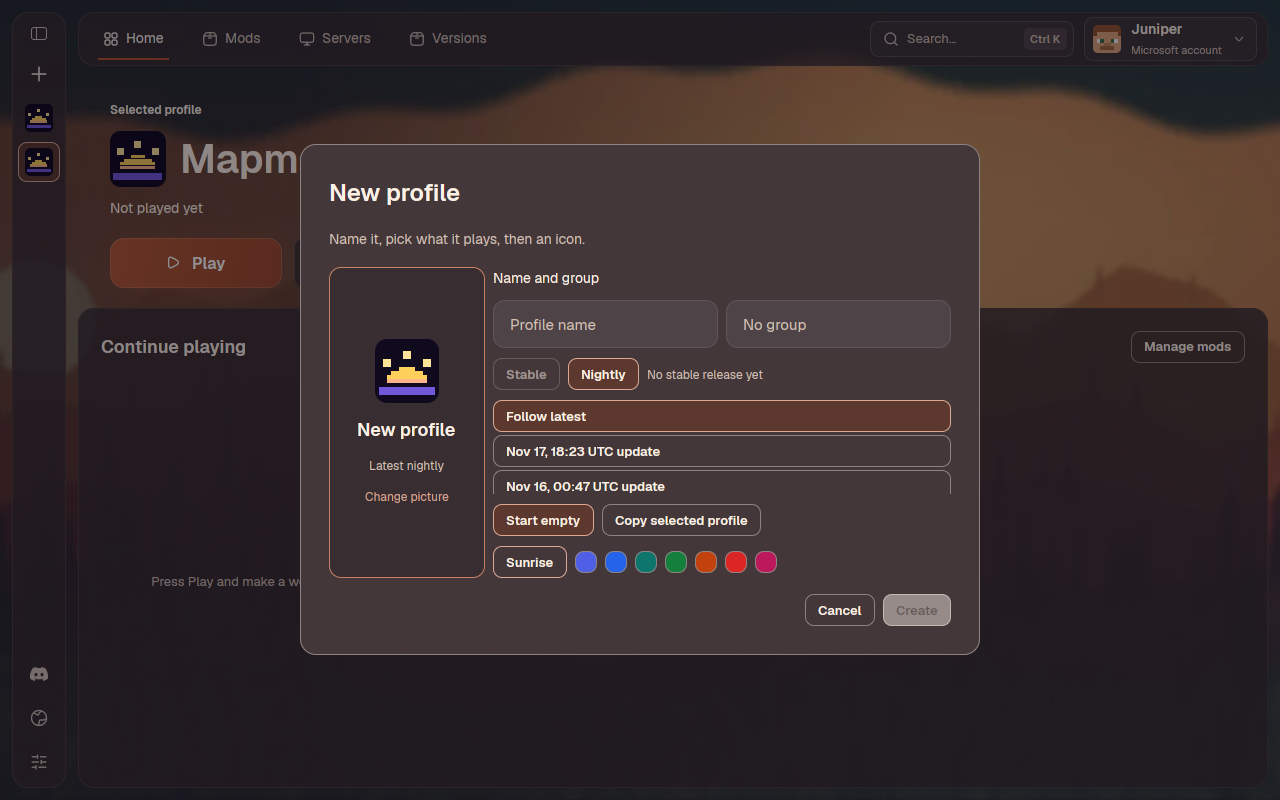 Home
Mods
Servers
Versions
Search...
Ctrl K
Juniper
Microsoft account
Selected profile
Mapm
Not played yet
Play
Continue playing
Manage mods
Press Play and make a w
New profile
Name it, pick what it plays, then an icon.
New profile
Latest nightly
Change picture
Name and group
Profile name
No group
Stable
Nightly
No stable release yet
Follow latest
Nov 17, 18:23 UTC update
Nov 16, 00:47 UTC update
Start empty
Copy selected profile
Sunrise
Cancel
Create